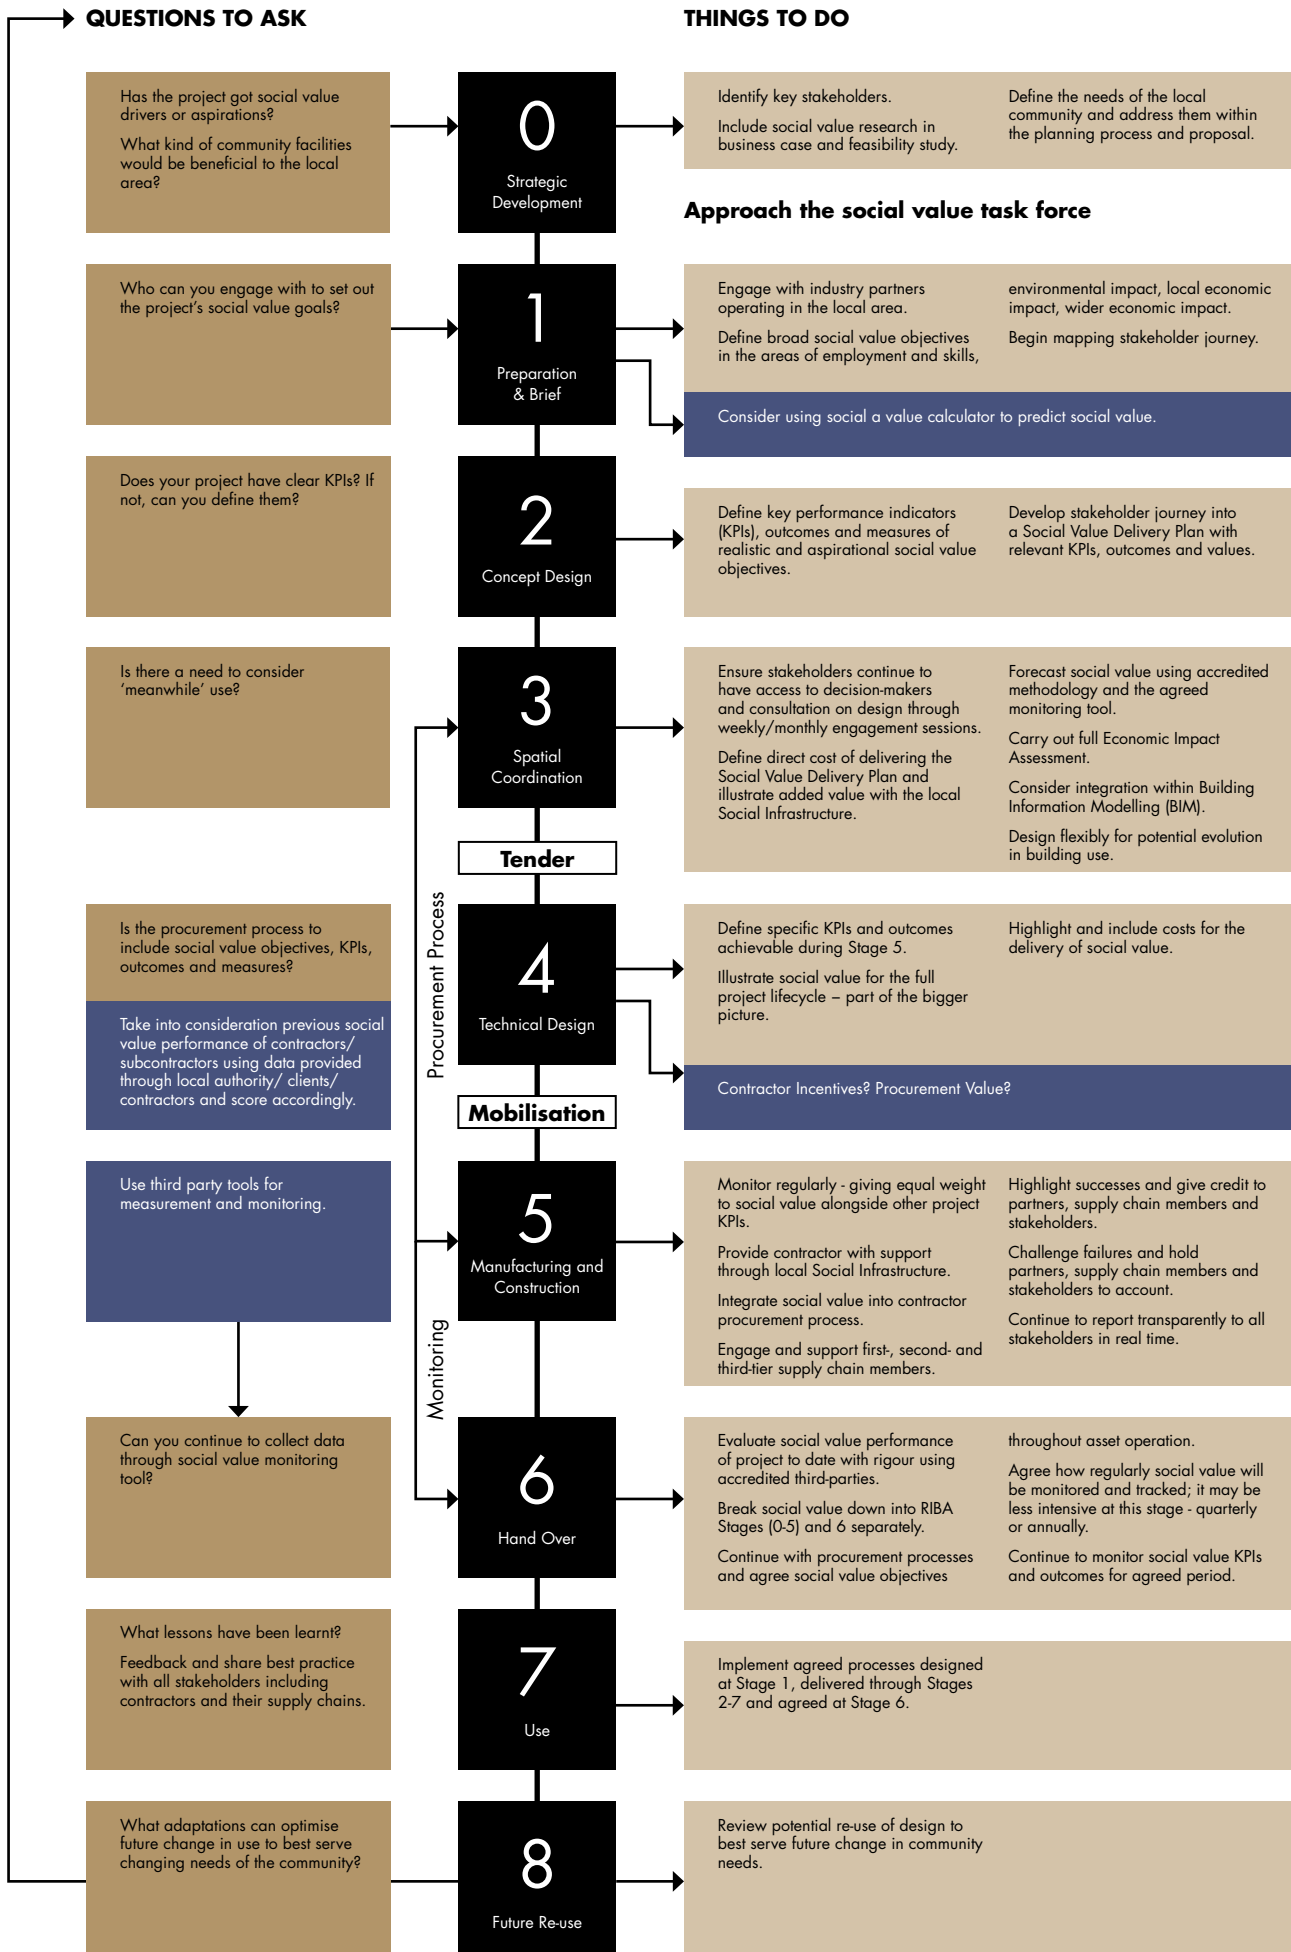 QUESTIONS TO ASK
THINGS TO DO
Has the project got social value
drivers or aspirations?
What kind of community facilities
would be beneficial to the local
area?
0
Strategic
Development
Identify key stakeholders.
Include social value research in
business case and feasibility study.
Define the needs of the local
community and address them within
the planning process and proposal.
Approach the social value task force
Who can you engage with to set out
the project's social value goals?
1
Preparation
& Brief
Engage with industry partners
operating in the local area.
Define broad social value objectives
in the areas of employment and skills,
environmental impact, local economic
impact, wider economic impact.
Begin mapping stakeholder journey.
Consider using social a value calculator to predict social value.
Does your project have clear KPIs? If
not, can you define them?
2
Concept Design
Define key performance indicators
(KPIs), outcomes and measures of
realistic and aspirational social value
objectives.
Develop stakeholder journey into
a Social Value Delivery Plan with
relevant KPIs, outcomes and values.
Is there a need to consider
‘meanwhile’ use?
3
Spatial
Coordination
Ensure stakeholders continue to
have access to decision-makers
and consultation on design through
weekly/monthly engagement sessions.
Define direct cost of delivering the
Social Value Delivery Plan and
illustrate added value with the local
Social Infrastructure.
Forecast social value using accredited
methodology and the agreed
monitoring tool.
Carry out full Economic Impact
Assessment.
Consider integration within Building
Information Modelling (BIM).
Design flexibly for potential evolution
in building use.
Tender
Procurement Process
Is the procurement process to
include social value objectives, KPIs,
outcomes and measures?
Take into consideration previous social
value performance of contractors/
subcontractors using data provided
through local authority/ clients/
contractors and score accordingly.
4
Technical Design
Define specific KPIs and outcomes
achievable during Stage 5.
Illustrate social value for the full
project lifecycle – part of the bigger
picture.
Highlight and include costs for the
delivery of social value.
Contractor Incentives? Procurement Value?
Mobilisation
Use third party tools for
measurement and monitoring.
5
Manufacturing and
Construction
Monitor regularly - giving equal weight
to social value alongside other project
KPIs.
Provide contractor with support
through local Social Infrastructure.
Integrate social value into contractor
procurement process.
Engage and support first-, second- and
third-tier supply chain members.
Highlight successes and give credit to
partners, supply chain members and
stakeholders.
Challenge failures and hold
partners, supply chain members and
stakeholders to account.
Continue to report transparently to all
stakeholders in real time.
Monitoring
Can you continue to collect data
through social value monitoring
tool?
6
Hand Over
Evaluate social value performance
of project to date with rigour using
accredited third-parties.
Break social value down into RIBA
Stages (0-5) and 6 separately.
Continue with procurement processes
and agree social value objectives
throughout asset operation.
Agree how regularly social value will
be monitored and tracked; it may be
less intensive at this stage - quarterly
or annually.
Continue to monitor social value KPIs
and outcomes for agreed period.
What lessons have been learnt?
Feedback and share best practice
with all stakeholders including
contractors and their supply chains.
7
Use
Implement agreed processes designed
at Stage 1, delivered through Stages
2-7 and agreed at Stage 6.
What adaptations can optimise
future change in use to best serve
changing needs of the community?
8
Future Re-use
Review potential re-use of design to
best serve future change in community
needs.